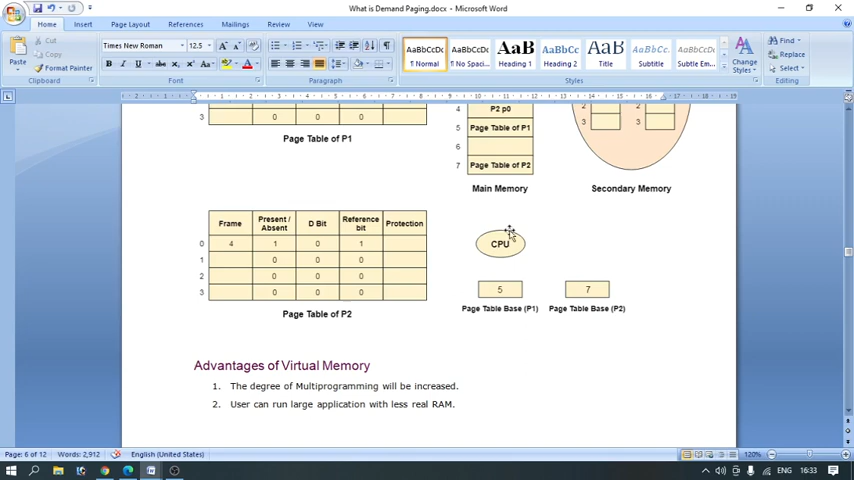 What is Demand Paging.docx - Microsoft Word
Home Insert Page Layout References Mailings Review View
Paste
Cut
Copy
Format Painter
Clipboard
Times New Roman 12.5
Font
Paragraph
AaBbCcDc AaBbCcDc AaBbC AaBbCc AaBb AaBbCcL AaBbCcDc
¶ Normal ¶ No Spaci... Heading 1 Heading 2 Title Subtitle Subtle Em...
Change Styles
Styles
Find
Replace
Select
Editing
3 0 0 0
Page Table of P1
4 P2 p0
5 Page Table of P1
6
7 Page Table of P2
Main Memory
2 2
3 3
Secondary Memory
Frame Present / Absent D Bit Reference bit Protection
0 4 1 0 1
1 0 0 0
2 0 0 0
3 0 0 0
Page Table of P2
CPU
5 7
Page Table Base (P1) Page Table Base (P2)
Advantages of Virtual Memory
1. The degree of Multiprogramming will be increased.
2. User can run large application with less real RAM.
Page: 6 of 12 Words: 2,912 English (United States) 120%
ENG 16:33